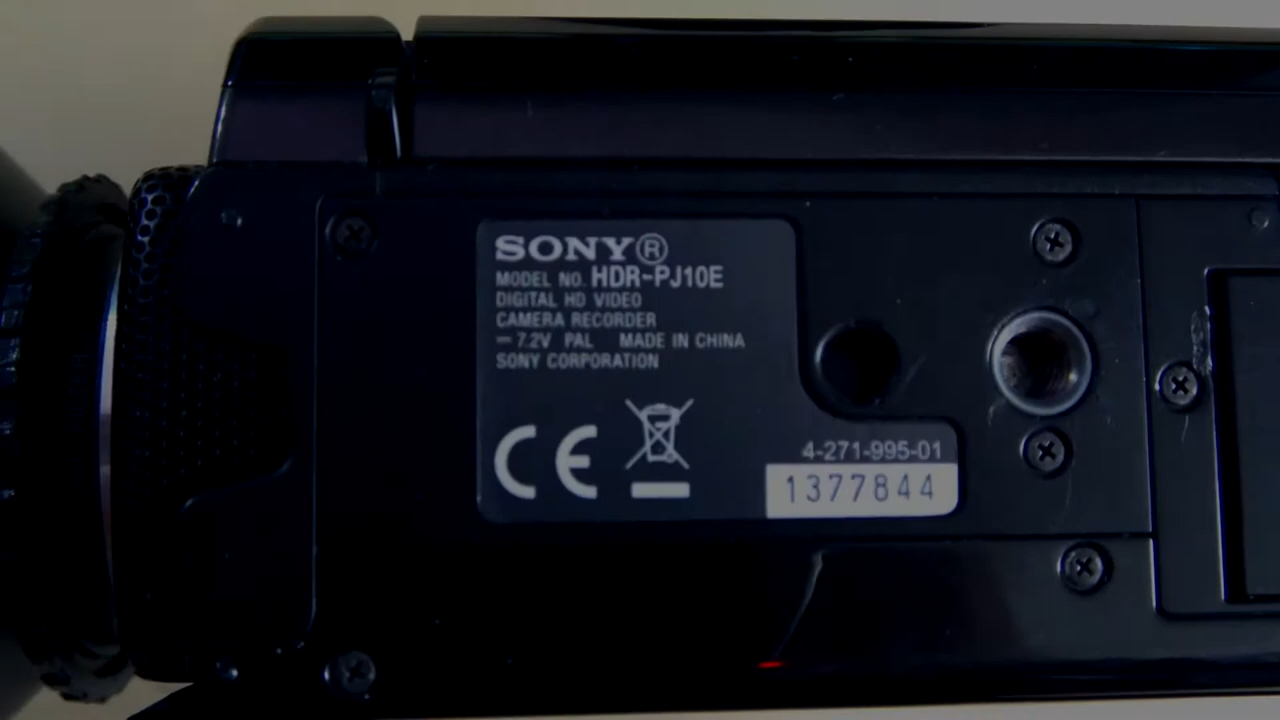 SONY®
MODEL NO. HDR-PJ10E
DIGITAL HD VIDEO
CAMERA RECORDER
⎓ 7.2V PAL MADE IN CHINA
SONY CORPORATION
CE
4-271-995-01
1377844